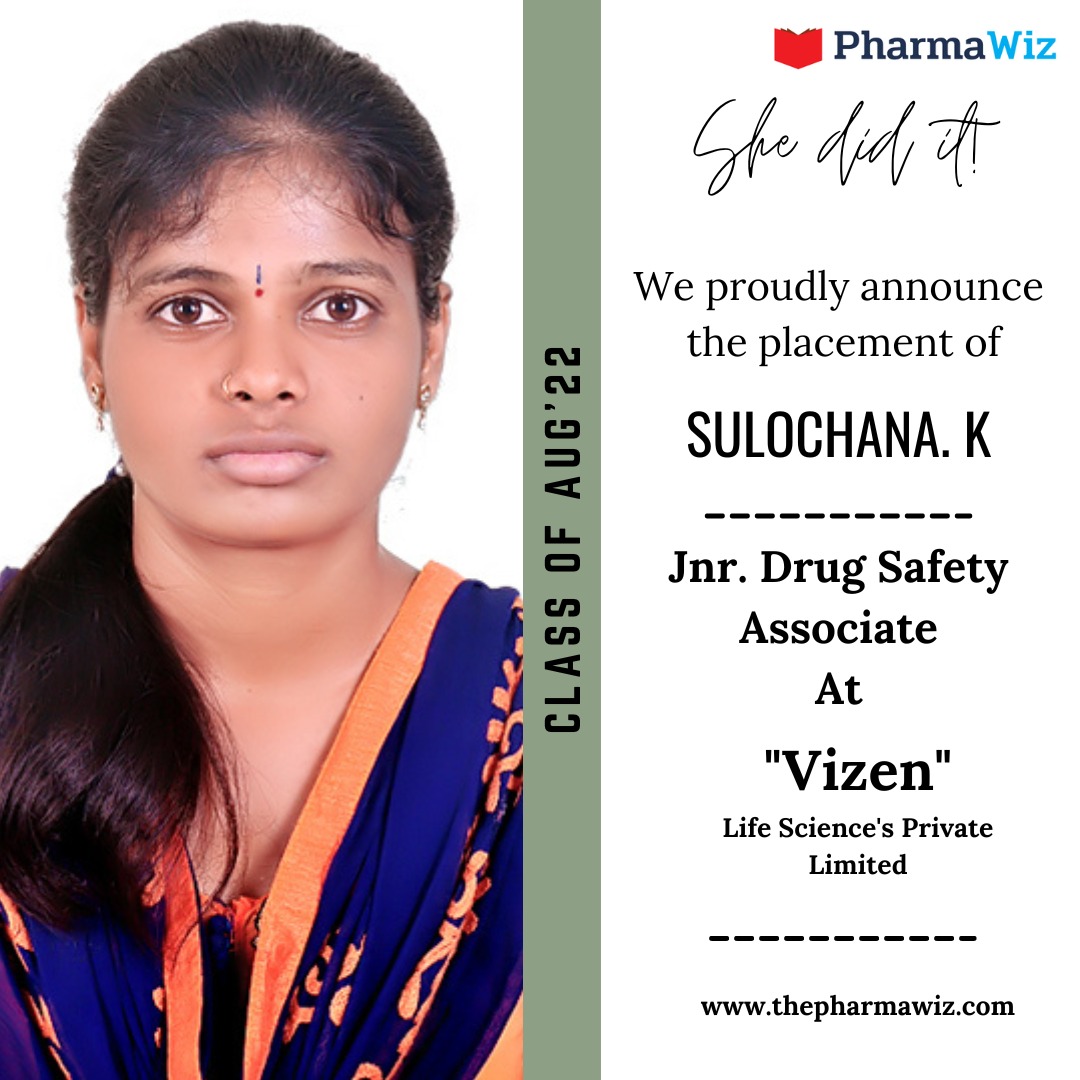 PharmaWiz
She did it!
We proudly announce
the placement of
SULOCHANA. K
-----------
Jnr. Drug Safety
Associate
At
"Vizen"
Life Science's Private
Limited
-----------
www.thepharmawiz.com
CLASS OF AUG'22